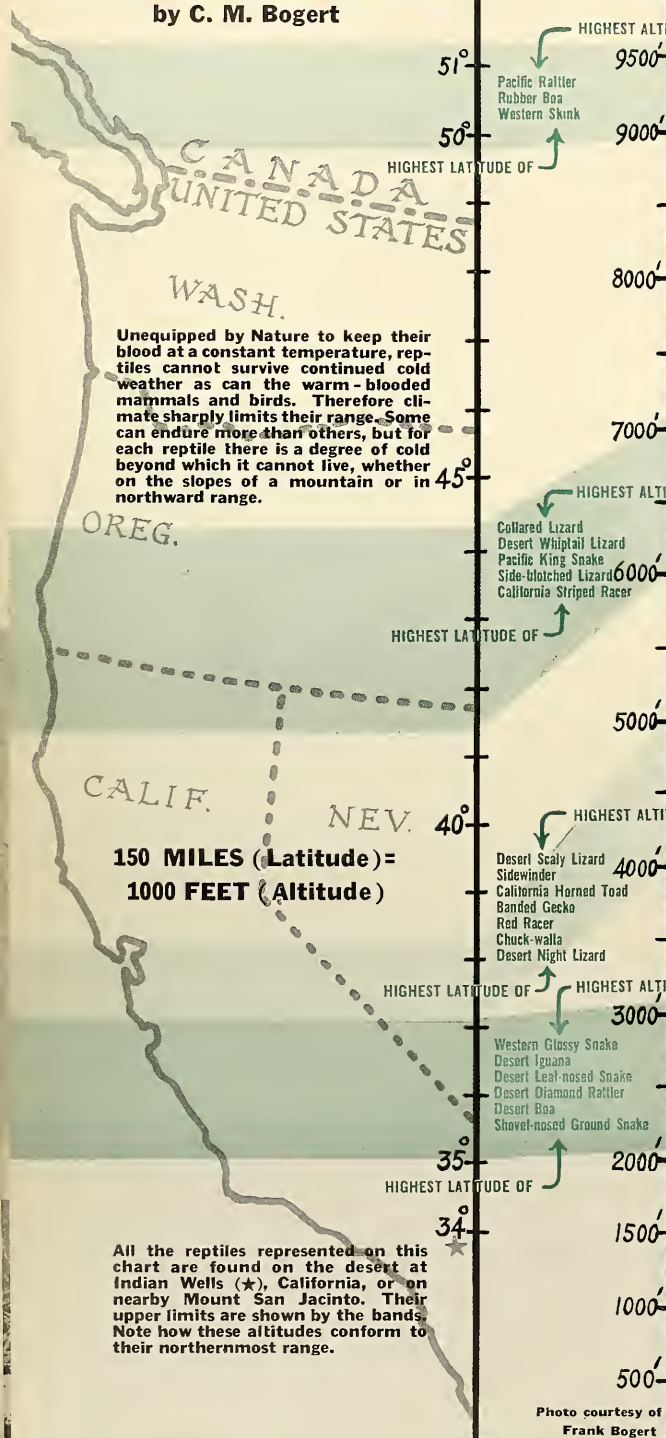 by C. M. Bogert
HIGHEST ALTI
51°
9500'
Pacific Rattler
Rubber Boa
Western Skink
50°
9000'
HIGHEST LATITUDE OF
CANADA
UNITED STATES
8000'
WASH.
Unequipped by Nature to keep their
blood at a constant temperature, rep-
tiles cannot survive continued cold
weather as can the warm-blooded
mammals and birds. Therefore cli-
mate sharply limits their range. Some
can endure more than others, but for
each reptile there is a degree of cold
beyond which it cannot live, whether
on the slopes of a mountain or in
northward range.
7000'
45°
HIGHEST ALTI
OREG.
Collared Lizard
Desert Whiptail Lizard
Pacific King Snake
Side-blotched Lizard
6000'
California Striped Racer
HIGHEST LATITUDE OF
5000'
CALIF.
NEV.
40°
HIGHEST ALTI
150 MILES (Latitude)=
1000 FEET (Altitude)
Desert Scaly Lizard
4000'
Sidewinder
California Horned Toad
Banded Gecko
Red Racer
Chuck-walla
Desert Night Lizard
HIGHEST LATITUDE OF
HIGHEST ALTI
3000'
Western Glossy Snake
Desert Iguana
Desert Leaf-nosed Snake
Desert Diamond Rattler
Desert Boa
Shovel-nosed Ground Snake
35°
2000'
HIGHEST LATITUDE OF
34°
1500'
All the reptiles represented on this
chart are found on the desert at
Indian Wells (★), California, or on
nearby Mount San Jacinto. Their
upper limits are shown by the bands.
Note how these altitudes conform to
their northernmost range.
1000'
500'
Photo courtesy of
Frank Bogert